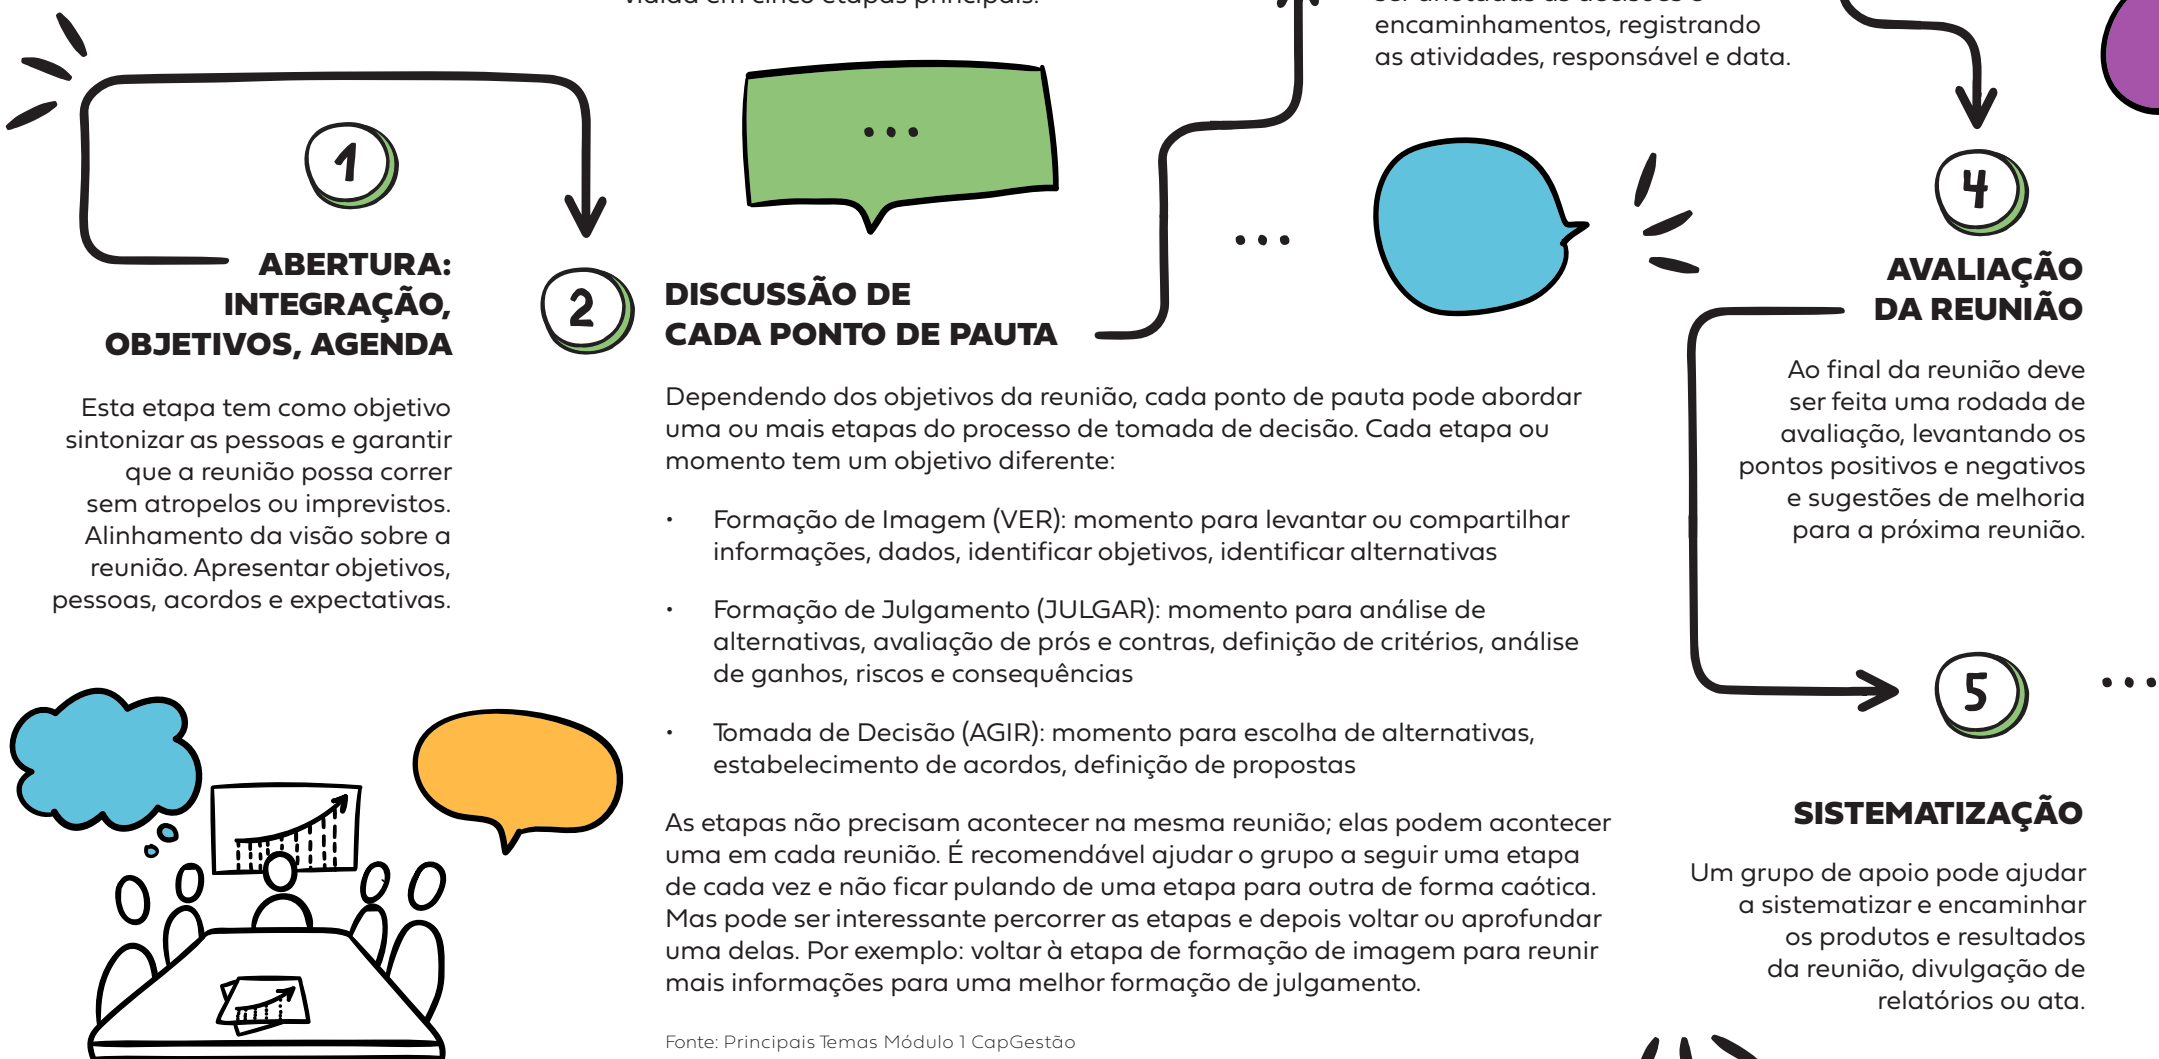 em cinco etapas principais.
encaminhamentos, registrando
as atividades, responsável e data.
1
ABERTURA:
INTEGRAÇÃO,
OBJETIVOS, AGENDA
Esta etapa tem como objetivo
sintonizar as pessoas e garantir
que a reunião possa correr
sem atropelos ou imprevistos.
Alinhamento da visão sobre a
reunião. Apresentar objetivos,
pessoas, acordos e expectativas.
...
2
DISCUSSÃO DE
CADA PONTO DE PAUTA
...
Dependendo dos objetivos da reunião, cada ponto de pauta pode abordar
uma ou mais etapas do processo de tomada de decisão. Cada etapa ou
momento tem um objetivo diferente:
• Formação de Imagem (VER): momento para levantar ou compartilhar
informações, dados, identificar objetivos, identificar alternativas
• Formação de Julgamento (JULGAR): momento para análise de
alternativas, avaliação de prós e contras, definição de critérios, análise
de ganhos, riscos e consequências
• Tomada de Decisão (AGIR): momento para escolha de alternativas,
estabelecimento de acordos, definição de propostas
As etapas não precisam acontecer na mesma reunião; elas podem acontecer
uma em cada reunião. É recomendável ajudar o grupo a seguir uma etapa
de cada vez e não ficar pulando de uma etapa para outra de forma caótica.
Mas pode ser interessante percorrer as etapas e depois voltar ou aprofundar
uma delas. Por exemplo: voltar à etapa de formação de imagem para reunir
mais informações para uma melhor formação de julgamento.
Fonte: Principais Temas Módulo 1 CapGestão
4
AVALIAÇÃO
DA REUNIÃO
Ao final da reunião deve
ser feita uma rodada de
avaliação, levantando os
pontos positivos e negativos
e sugestões de melhoria
para a próxima reunião.
5
...
SISTEMATIZAÇÃO
Um grupo de apoio pode ajudar
a sistematizar e encaminhar
os produtos e resultados
da reunião, divulgação de
relatórios ou ata.